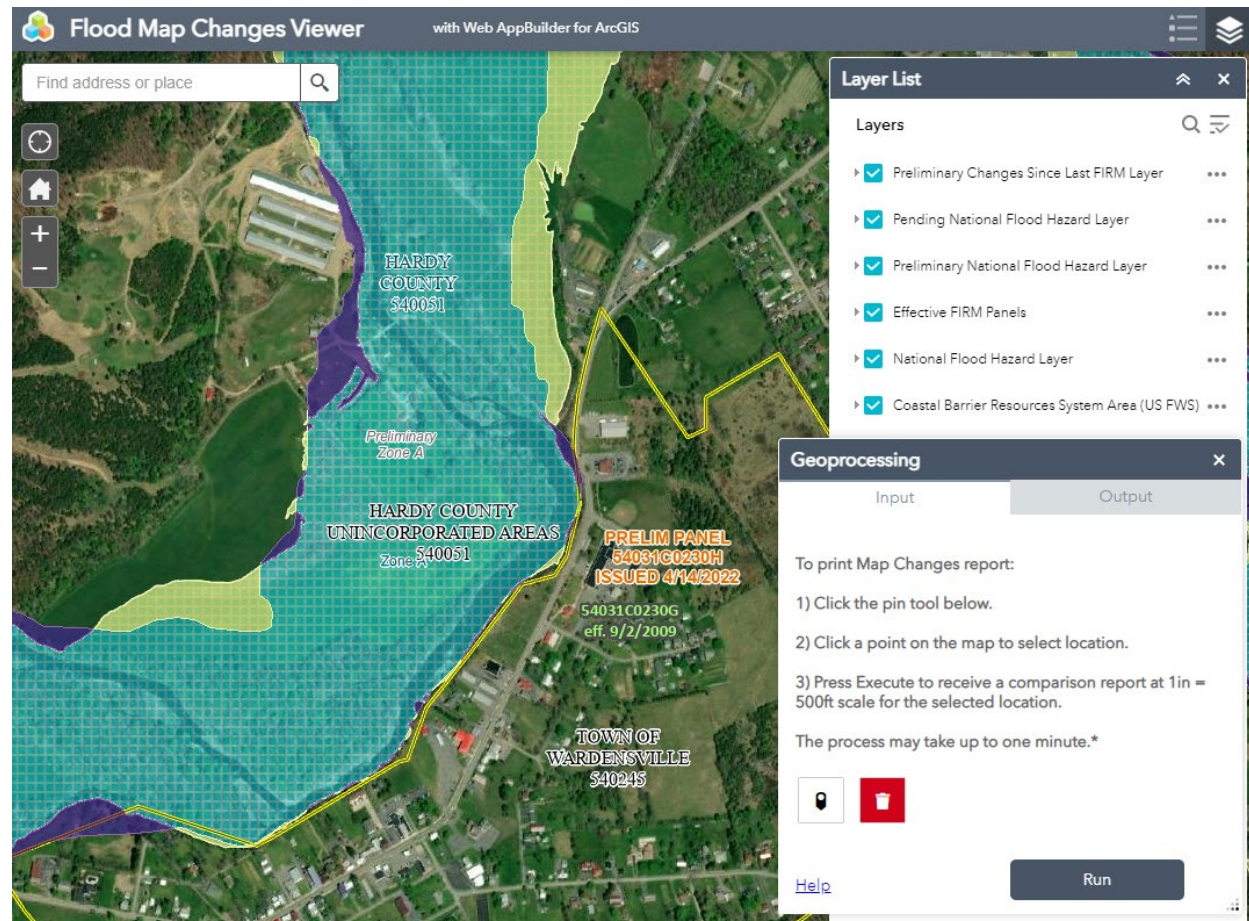 Flood Map Changes Viewer
with Web AppBuilder for ArcGIS
Find address or place
+
−
HARDY
COUNTY
540051
Preliminary
Zone A
HARDY COUNTY
UNINCORPORATED AREAS
540051
Zone A
PRELIM PANEL
54031C0230H
ISSUED 4/14/2022
54031C0230G
eff. 9/2/2009
TOWN OF
WARDENSVILLE
540245
Layer List
Layers
Preliminary Changes Since Last FIRM Layer
Pending National Flood Hazard Layer
Preliminary National Flood Hazard Layer
Effective FIRM Panels
National Flood Hazard Layer
Coastal Barrier Resources System Area (US FWS)
Geoprocessing
Input
Output
To print Map Changes report:
1) Click the pin tool below.
2) Click a point on the map to select location.
3) Press Execute to receive a comparison report at 1in =
500ft scale for the selected location.
The process may take up to one minute.*
Help
Run